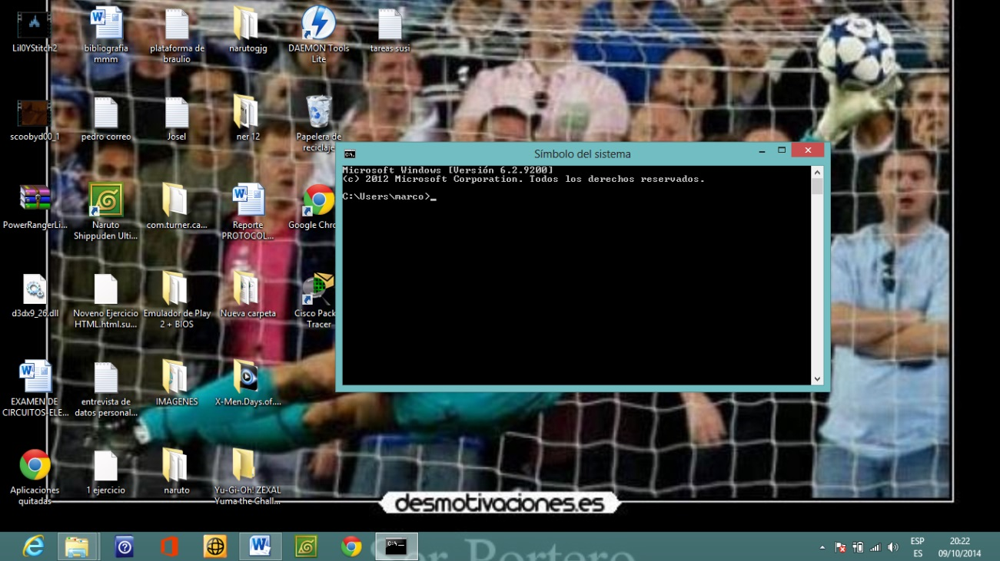 Lil0YStitch2
bibliografia
mmm
plataforma de
braulio
narutogjg
DAEMON Tools
Lite
tareas susi
scoobyd00_1
pedro correo
Josel
ner 12
Papelera de
reciclaje
PowerRangerLi...
Naruto
Shippuden Ulti...
com.turner.ca...
Reporte
PROTOCOL...
Google Chro
d3dx9_26.dll
Noveno Ejercicio
HTML.html.su...
Emulador de Play
2 + BIOS
Nueva carpeta
Cisco Pack
Tracer
EXAMEN DE
CIRCUITOS-ELE...
entrevista de
datos personal...
IMAGENES
X-Men.Days.of....
Aplicaciones
quitadas
1 ejercicio
naruto
Yu-Gi-Oh! ZEXAL
Yuma the Chall...
Símbolo del sistema
Microsoft Windows [Versión 6.2.9200]
(c) 2012 Microsoft Corporation. Todos los derechos reservados.
C:\Users\marco>_
desmotivaciones.es
Ser Portero
ESP
ES
20:22
09/10/2014